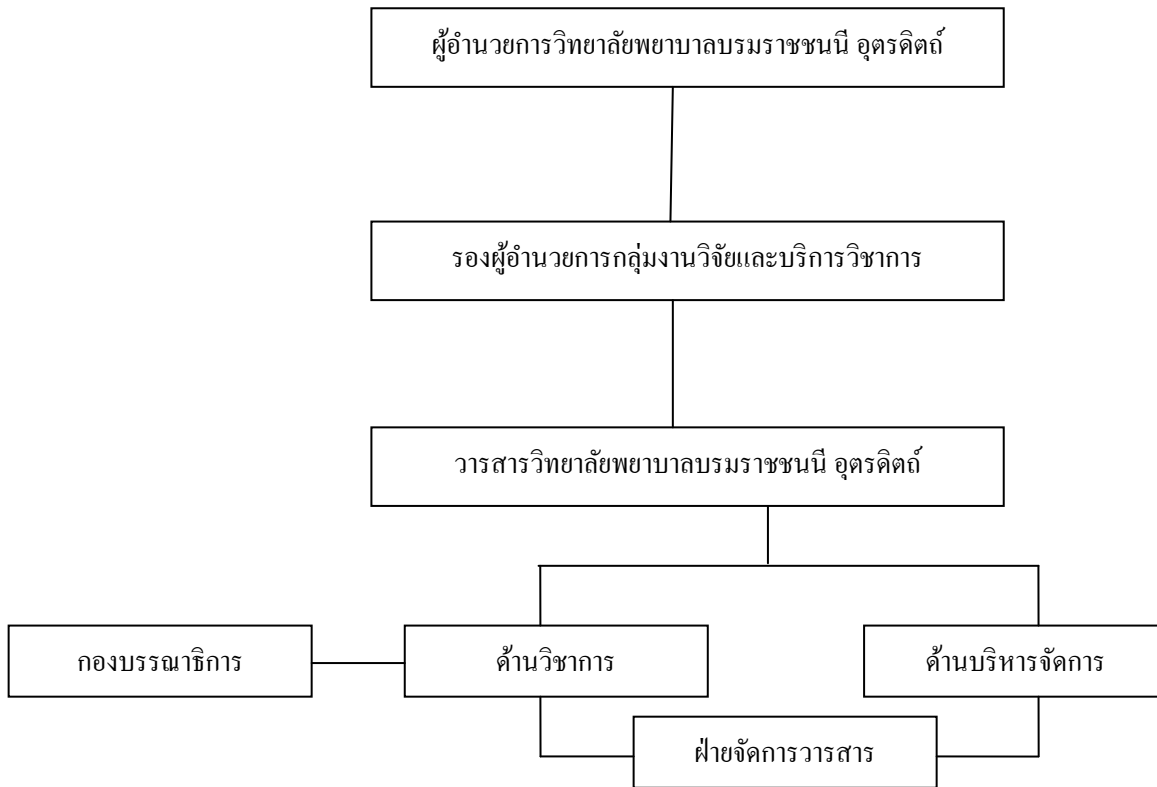 ผู้อำนวยการวิทยาลัยพยาบาลบรมราชชนนี อุตรดิตถ์
รองผู้อำนวยการกลุ่มงานวิจัยและบริการวิชาการ
วารสารวิทยาลัยพยาบาลบรมราชชนนี อุตรดิตถ์
กองบรรณาธิการ
ด้านวิชาการ
ด้านบริหารจัดการ
ฝ่ายจัดการวารสาร